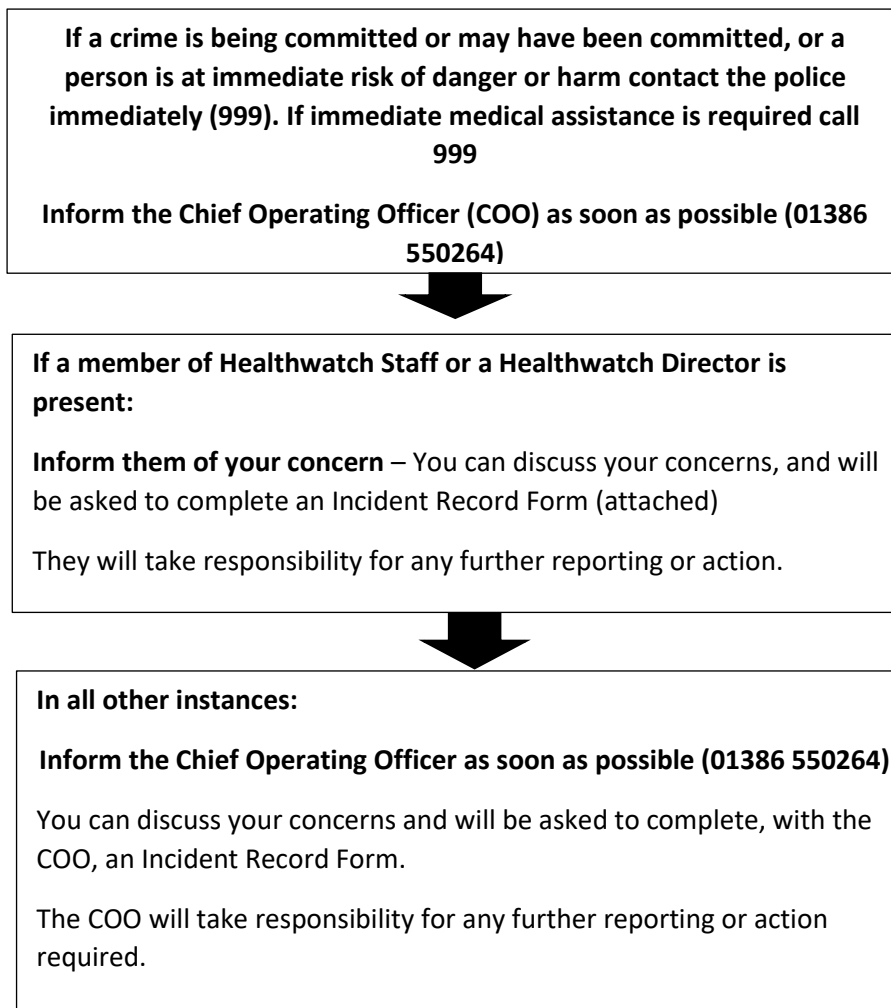 If a crime is being committed or may have been committed, or a
person is at immediate risk of danger or harm contact the police
immediately (999). If immediate medical assistance is required call
999
Inform the Chief Operating Officer (COO) as soon as possible (01386
550264)
If a member of Healthwatch Staff or a Healthwatch Director is
present:
Inform them of your concern – You can discuss your concerns, and will
be asked to complete an Incident Record Form (attached)
They will take responsibility for any further reporting or action.
In all other instances:
Inform the Chief Operating Officer as soon as possible (01386 550264)
You can discuss your concerns and will be asked to complete, with the
COO, an Incident Record Form.
The COO will take responsibility for any further reporting or action
required.